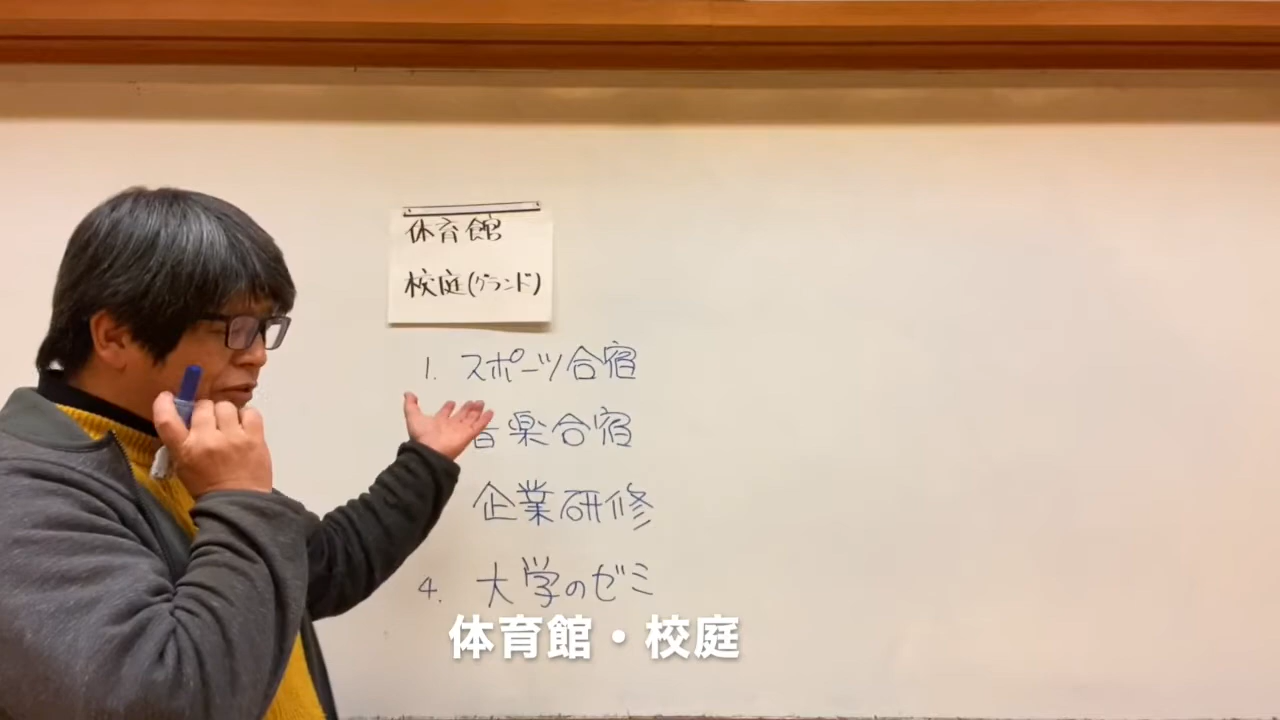 体育館
校庭(グランド)
1. スポーツ合宿
音楽合宿
企業研修
4. 大学のゼミ
体育館・校庭